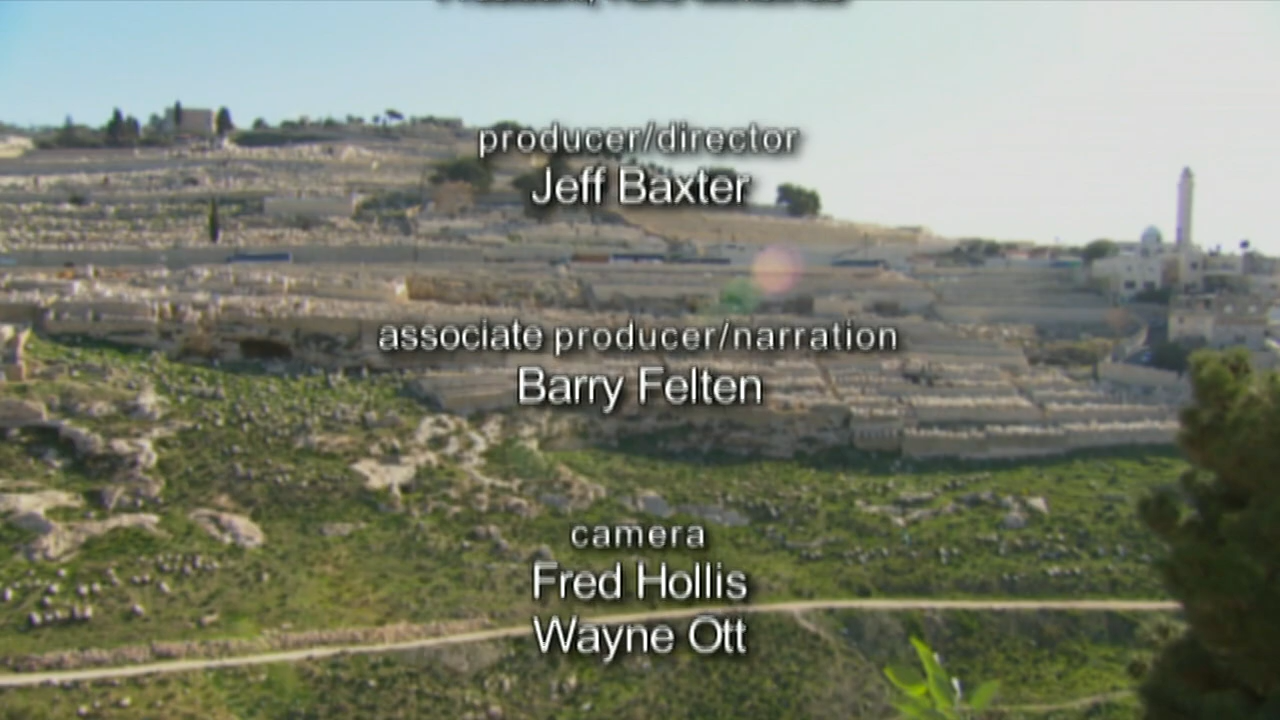 producer/director
Jeff Baxter
associate producer/narration
Barry Felten
camera
Fred Hollis
Wayne Ott